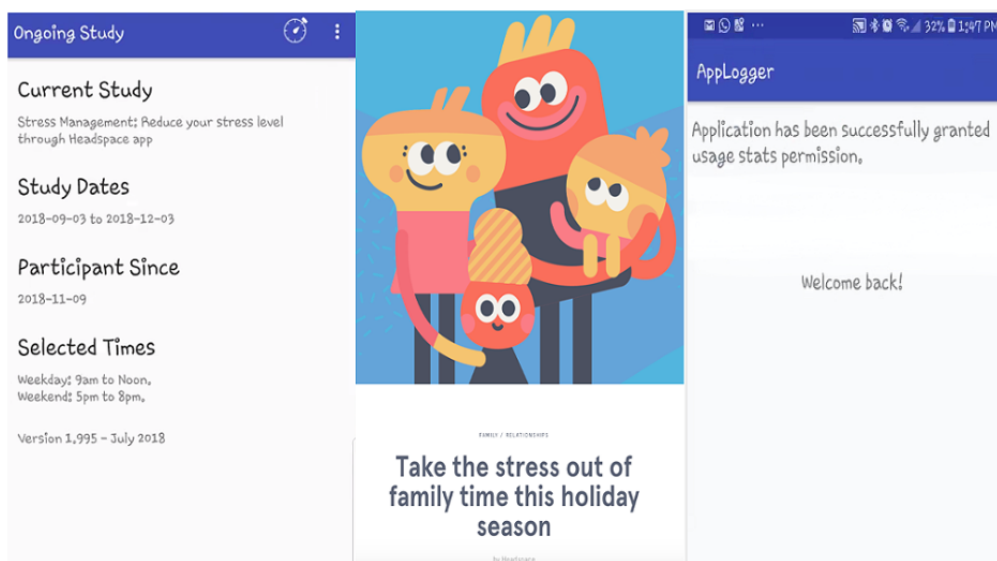 Ongoing Study
Current Study
Stress Management: Reduce your stress level
through Headspace app
Study Dates
2018-09-03 to 2018-12-03
Participant Since
2018-11-09
Selected Times
Weekday: 9am to Noon.
Weekend: 5pm to 8pm.
Version 1.995 - July 2018
FAMILY / RELATIONSHIPS
Take the stress out of
family time this holiday
season
by Headspace
32% 1:47 PM
AppLogger
Application has been successfully granted
usage stats permission.
Welcome back!